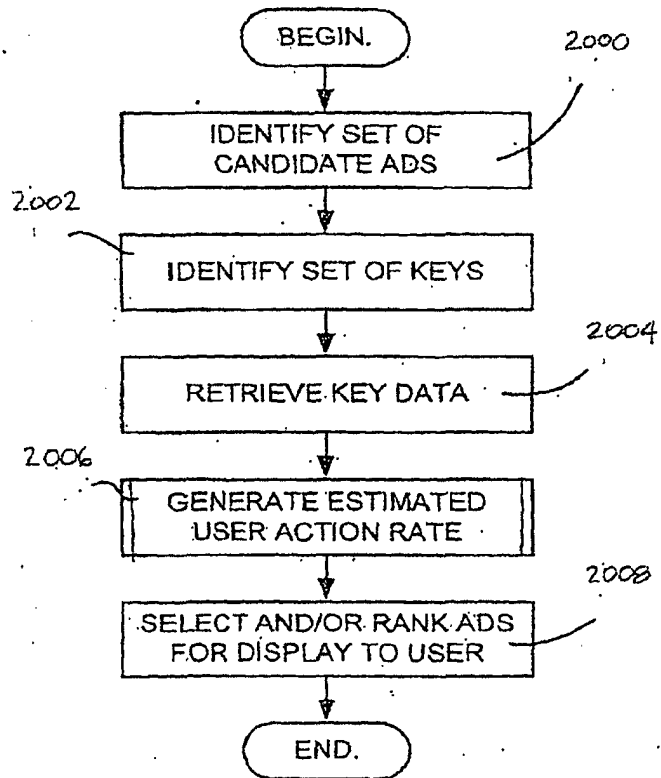 BEGIN.
2000
IDENTIFY SET OF
CANDIDATE ADS
2002
IDENTIFY SET OF KEYS
2004
RETRIEVE KEY DATA
2006
GENERATE ESTIMATED
USER ACTION RATE
2008
SELECT AND/OR RANK ADS
FOR DISPLAY TO USER
END.